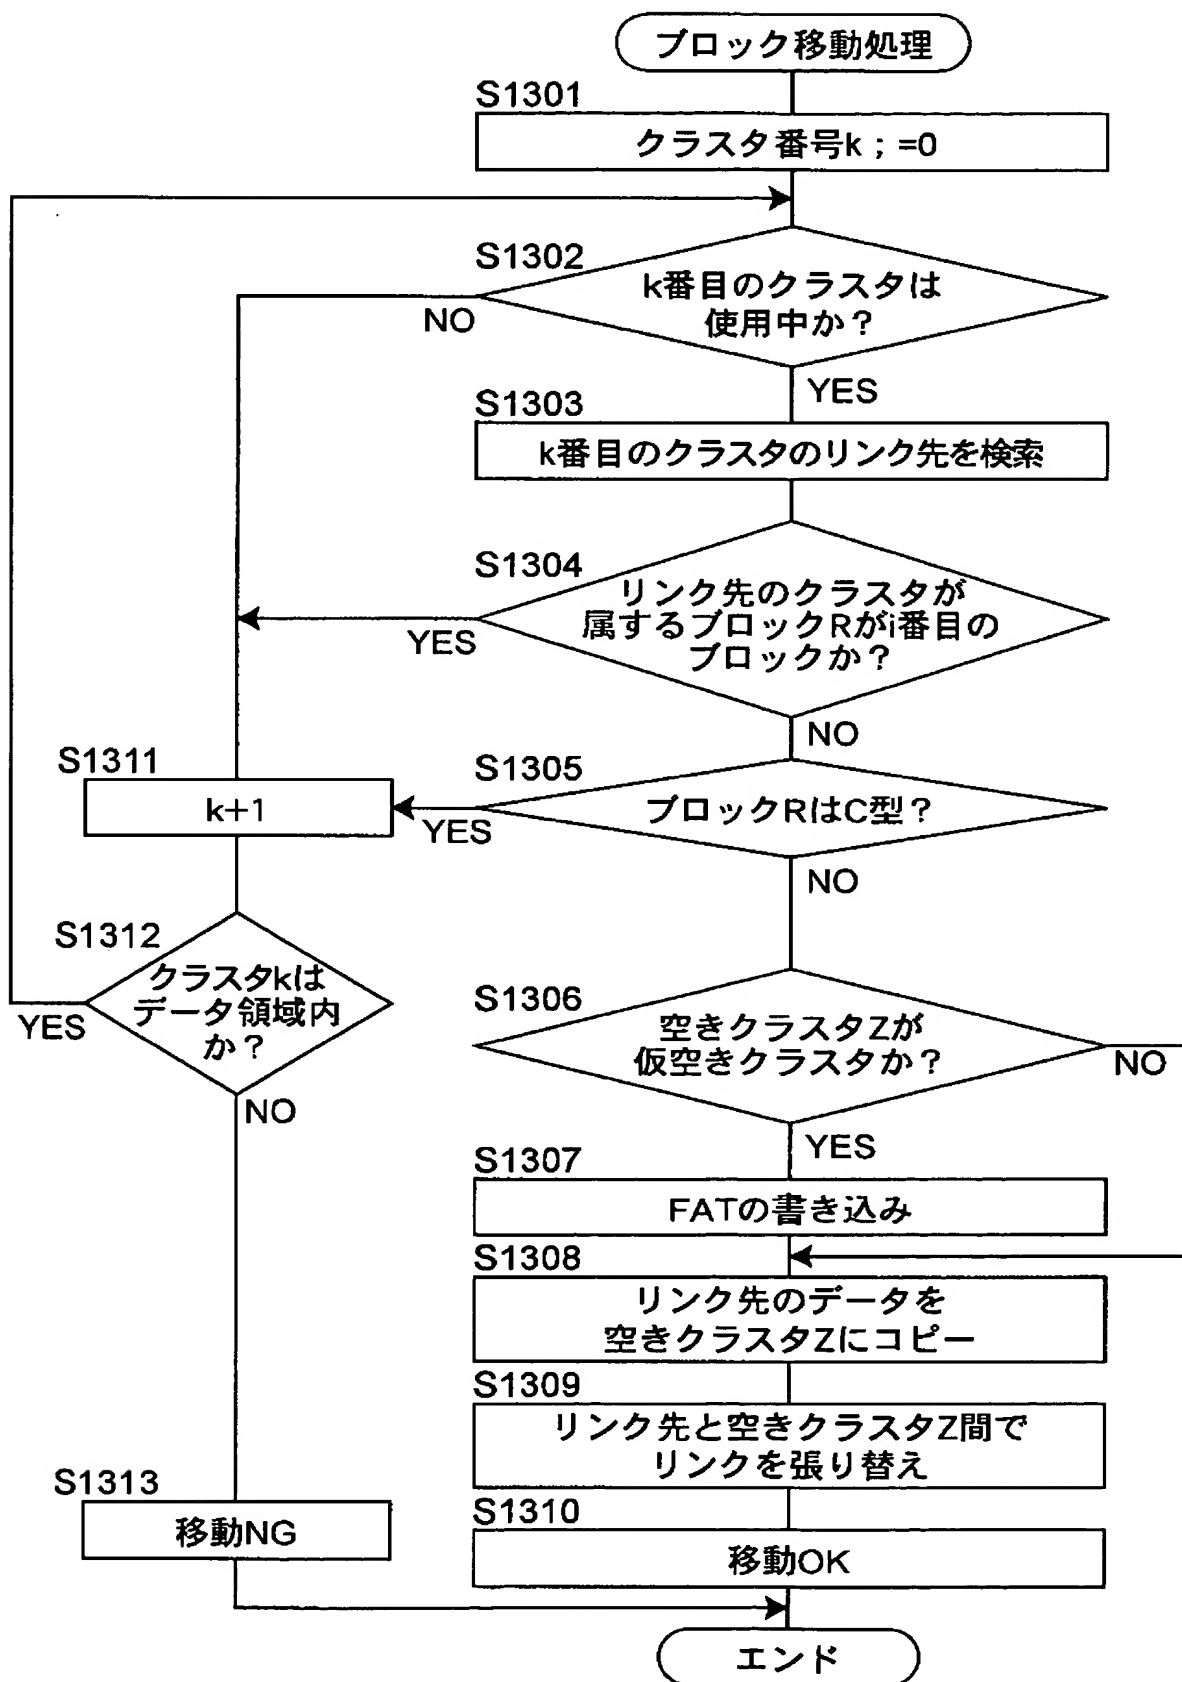 ブロック移動処理
S1301
クラスタ番号k ; =0
S1302
k番目のクラスタは
使用中か?
NO
YES
S1303
k番目のクラスタのリンク先を検索
S1304
リンク先のクラスタが
属するブロックRがi番目の
ブロックか?
YES
NO
S1305
ブロックRはC型?
YES
NO
S1311
k+1
S1312
クラスタkは
データ領域内
か?
YES
NO
S1306
空きクラスタZが
仮空きクラスタか?
NO
YES
S1307
FATの書き込み
S1308
リンク先のデータを
空きクラスタZにコピー
S1309
リンク先と空きクラスタZ間で
リンクを張り替え
S1313
移動NG
S1310
移動OK
エンド